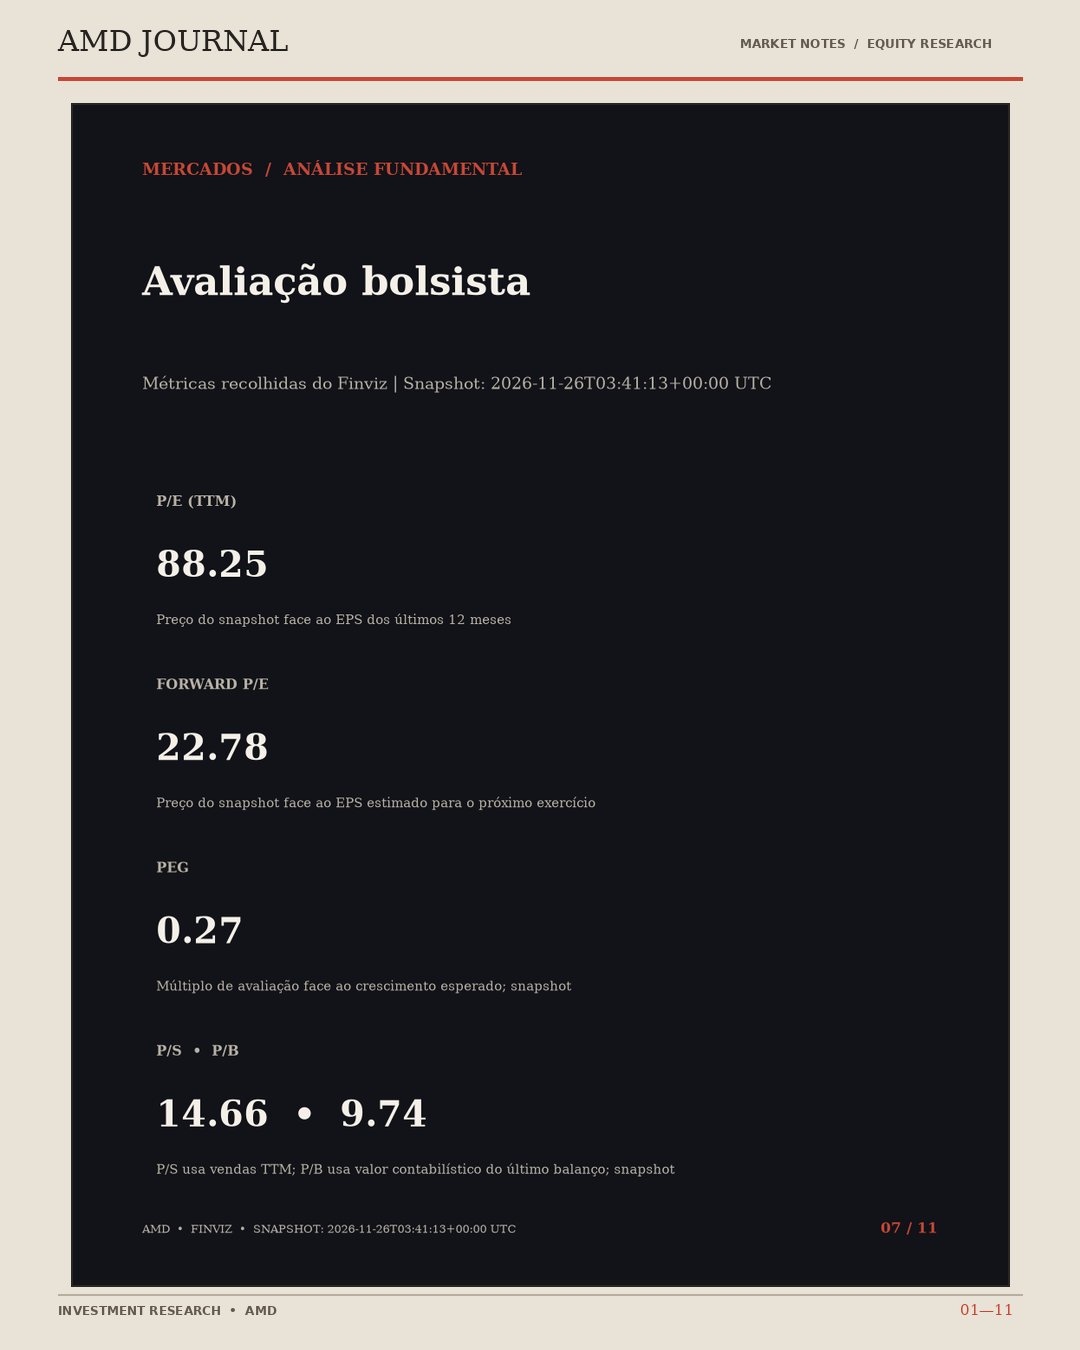 AMD JOURNAL
MARKET NOTES / EQUITY RESEARCH
MERCADOS / ANÁLISE FUNDAMENTAL
Avaliação bolsista
Métricas recolhidas do Finviz | Snapshot: 2026-11-26T03:41:13+00:00 UTC
P/E (TTM)
88.25
Preço do snapshot face ao EPS dos últimos 12 meses
FORWARD P/E
22.78
Preço do snapshot face ao EPS estimado para o próximo exercício
PEG
0.27
Múltiplo de avaliação face ao crescimento esperado; snapshot
P/S • P/B
14.66 • 9.74
P/S usa vendas TTM; P/B usa valor contabilístico do último balanço; snapshot
AMD • FINVIZ • SNAPSHOT: 2026-11-26T03:41:13+00:00 UTC
07 / 11
INVESTMENT RESEARCH • AMD
01—11